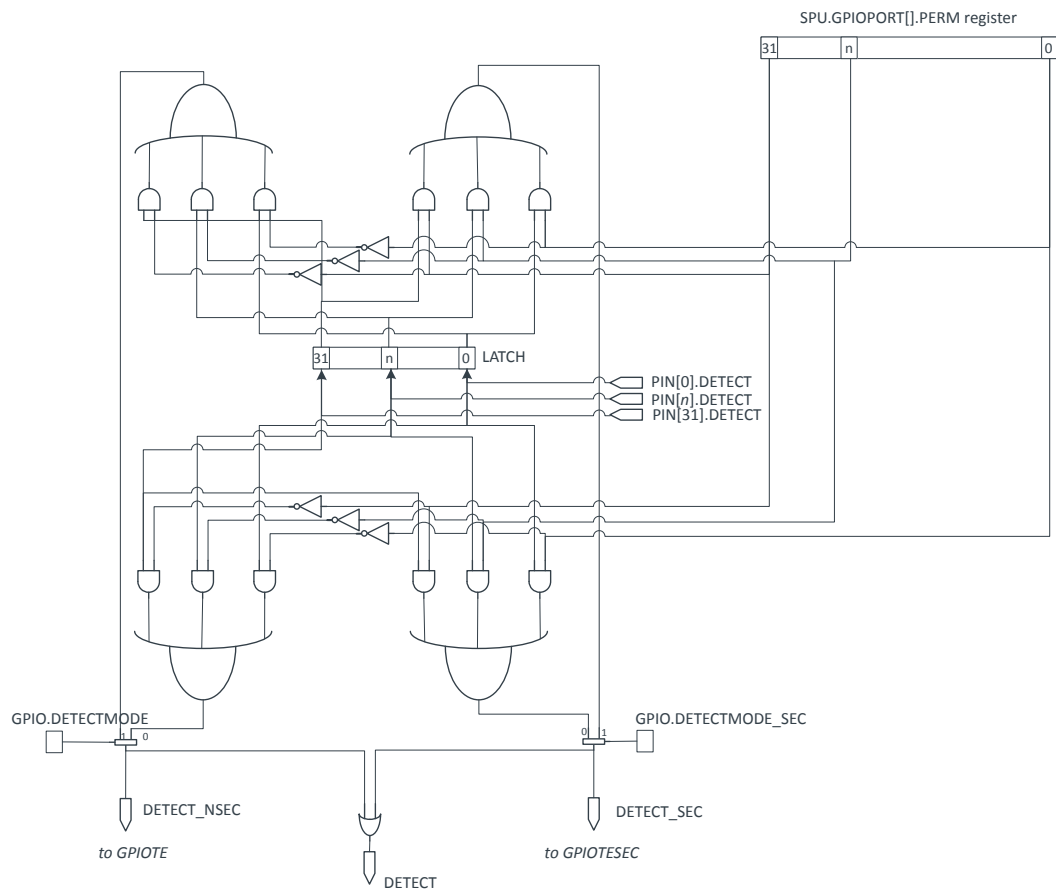 SPU.GPIOPORT[].PERM register
31 n 0
31 n 0 LATCH
PIN[0].DETECT
PIN[n].DETECT
PIN[31].DETECT
GPIO.DETECTMODE
1 0
0 1
GPIO.DETECTMODE_SEC
DETECT_NSEC
DETECT_SEC
to GPIOTE
to GPIOTESEC
DETECT